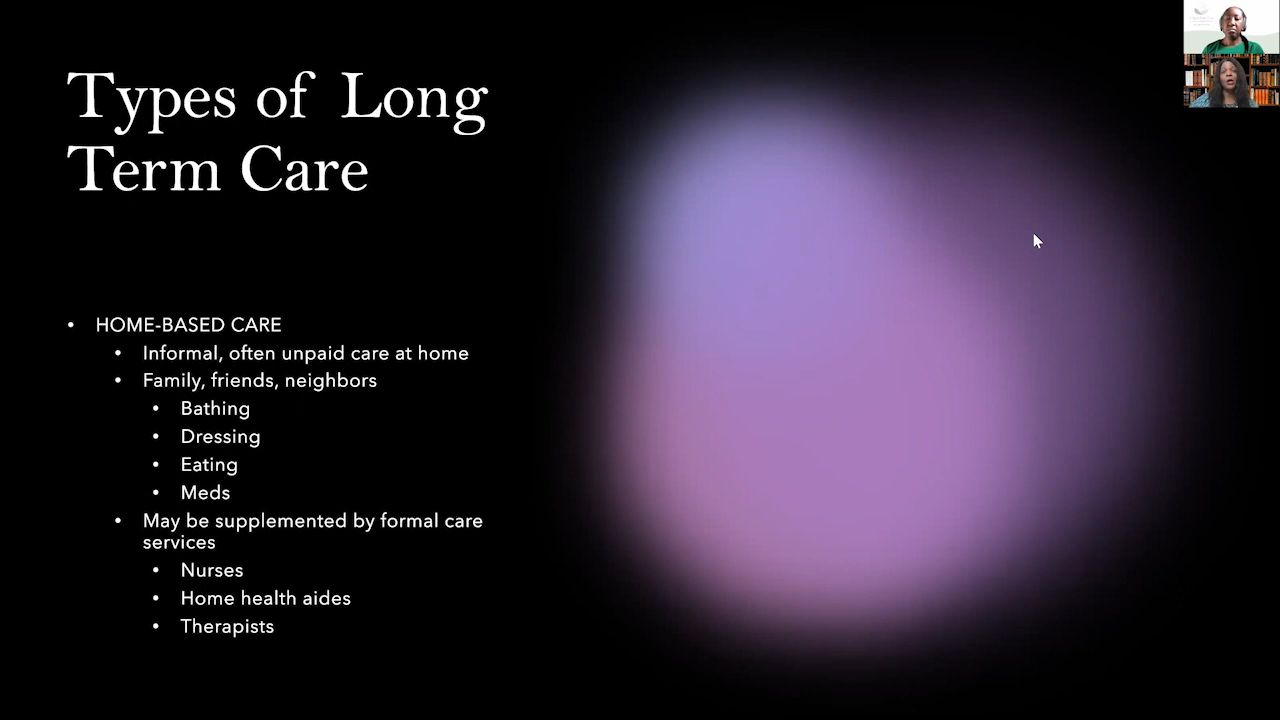 Types of Long
Term Care
• HOME-BASED CARE
• Informal, often unpaid care at home
• Family, friends, neighbors
• Bathing
• Dressing
• Eating
• Meds
• May be supplemented by formal care
services
• Nurses
• Home health aides
• Therapists